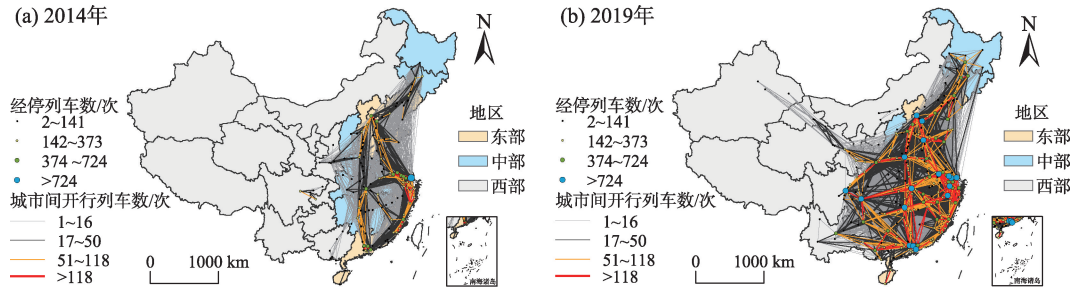 (a) 2014年
N
经停列车数/次
2~141
142~373
374 ~724
>724
城市间开行列车数/次
1~16
17~50
51~118
>118
地区
东部
中部
西部
0 1000 km
南海诸岛
(b) 2019年
N
经停列车数/次
2~141
142~373
374~724
>724
城市间开行列车数/次
1~16
17~50
51~118
>118
地区
东部
中部
西部
0 1000 km
南海诸岛